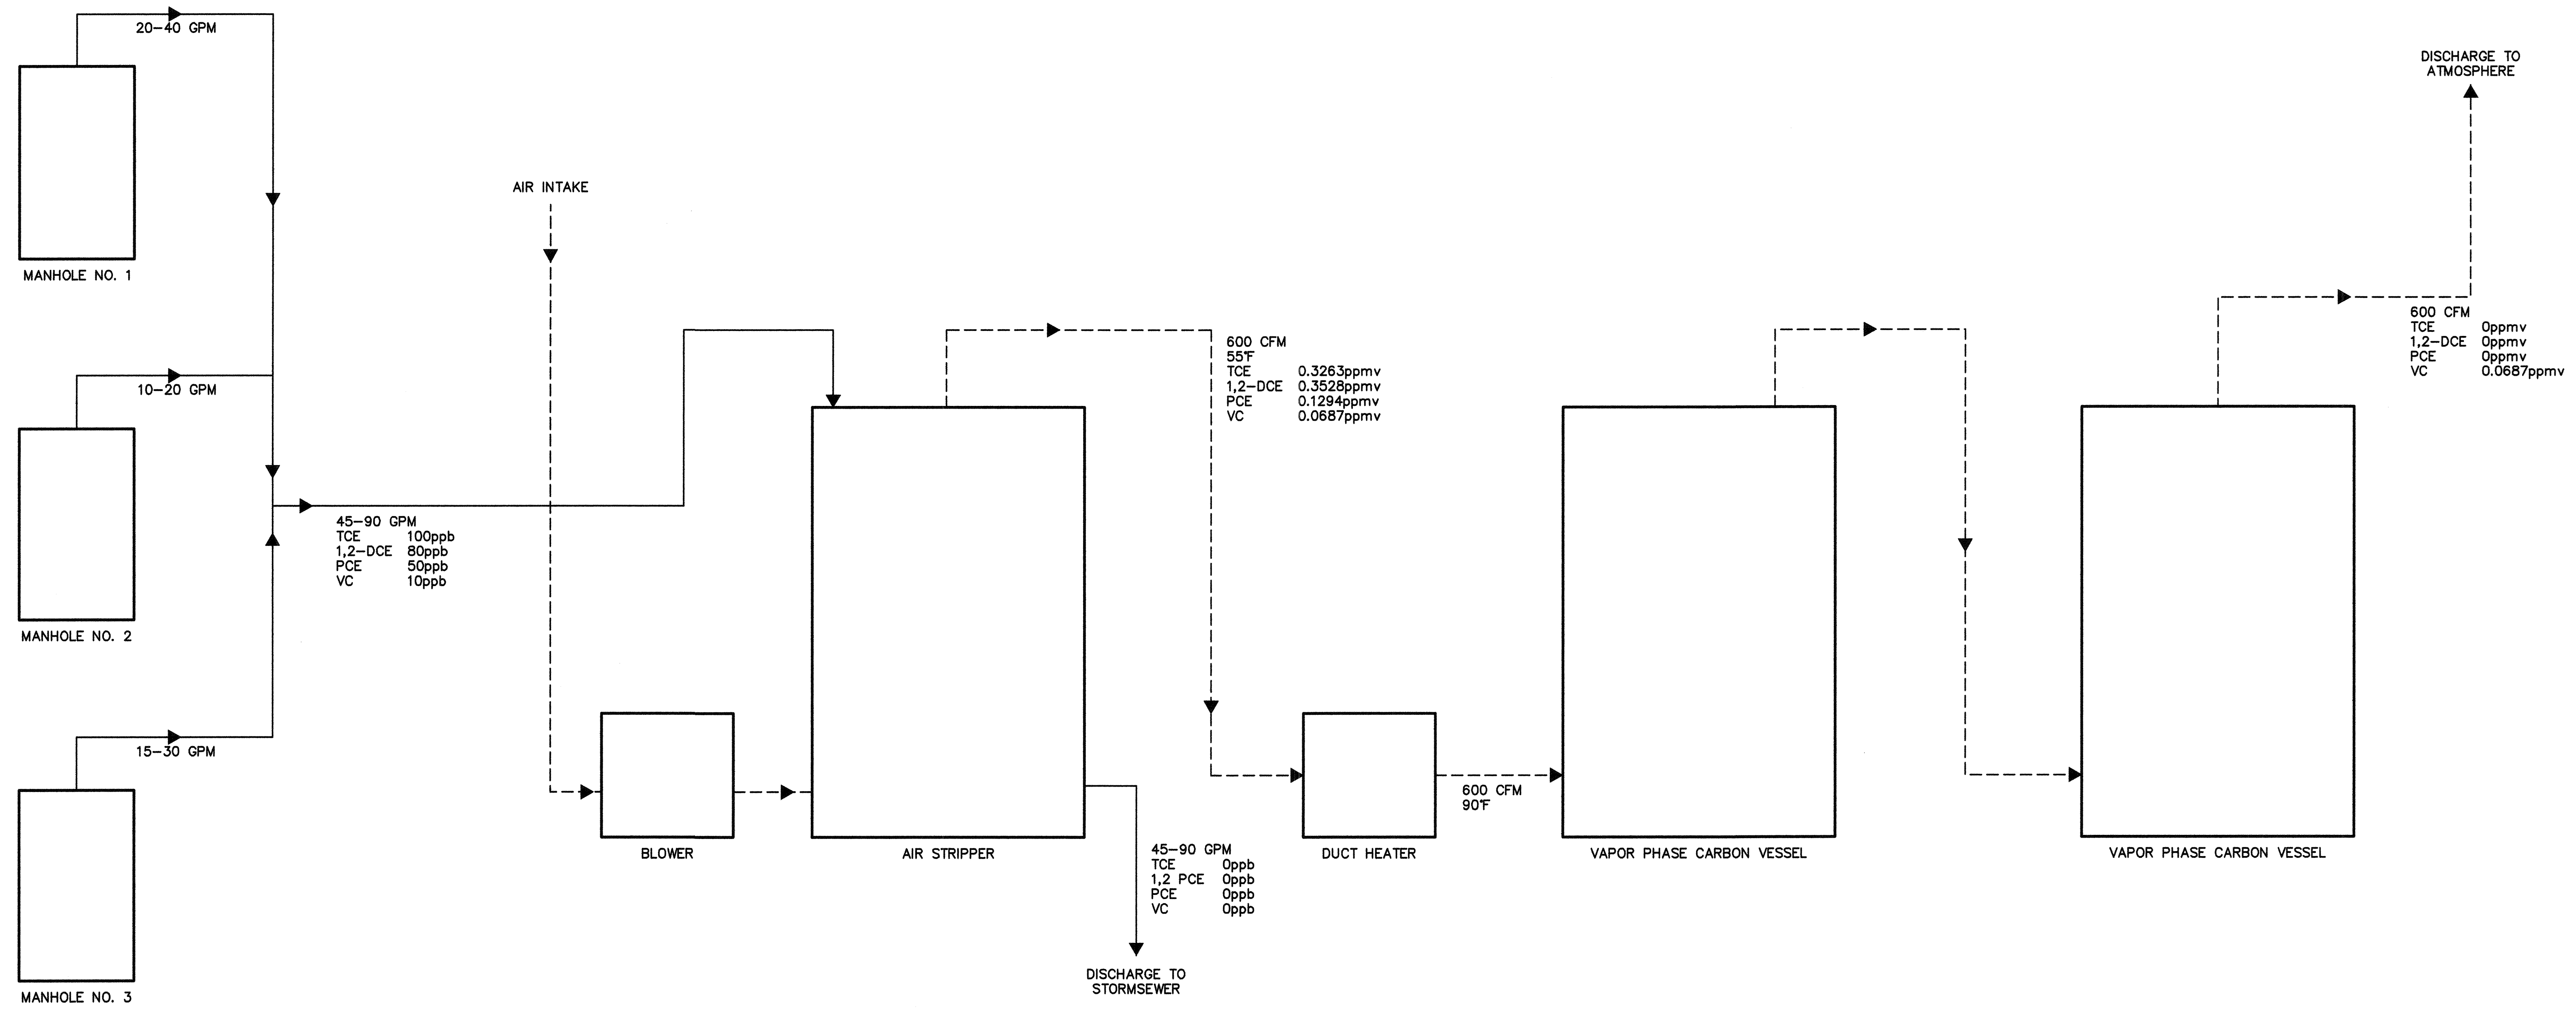 20-40 GPM
MANHOLE NO. 1
10-20 GPM
MANHOLE NO. 2
15-30 GPM
MANHOLE NO. 3
45-90 GPM
TCE 100ppb
1,2-DCE 80ppb
PCE 50ppb
VC 10ppb
AIR INTAKE
BLOWER
AIR STRIPPER
45-90 GPM
TCE 0ppb
1,2 PCE 0ppb
PCE 0ppb
VC 0ppb
DISCHARGE TO
STORMSEWER
600 CFM
55°F
TCE 0.3263ppmv
1,2-DCE 0.3528ppmv
PCE 0.1294ppmv
VC 0.0687ppmv
DUCT HEATER
600 CFM
90°F
VAPOR PHASE CARBON VESSEL
VAPOR PHASE CARBON VESSEL
DISCHARGE TO
ATMOSPHERE
600 CFM
TCE 0ppmv
1,2-DCE 0ppmv
PCE 0ppmv
VC 0.0687ppmv